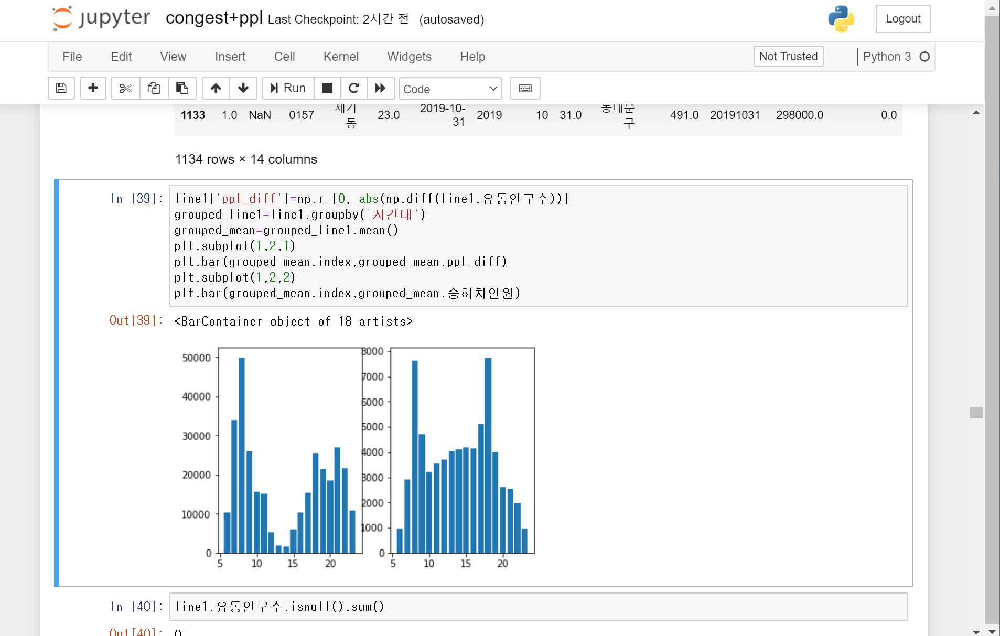 jupyter congest+ppl Last Checkpoint: 2시간 전 (autosaved) Logout
File Edit View Insert Cell Kernel Widgets Help Not Trusted Python 3
Run Code
1133 1.0 NaN 0157 제기동 23.0 2019-10-31 2019 10 31.0 동대문구 491.0 20191031 298000.0 0.0
1134 rows × 14 columns
In [39]:
line1['ppl_diff']=np.r_[0, abs(np.diff(line1.유동인구수))]
grouped_line1=line1.groupby('시간대')
grouped_mean=grouped_line1.mean()
plt.subplot(1,2,1)
plt.bar(grouped_mean.index,grouped_mean.ppl_diff)
plt.subplot(1,2,2)
plt.bar(grouped_mean.index,grouped_mean.승하차인원)
Out[39]: <BarContainer object of 18 artists>
50000
40000
30000
20000
10000
0
5 10 15 20
8000
7000
6000
5000
4000
3000
2000
1000
0
5 10 15 20
In [40]: line1.유동인구수.isnull().sum()
Out[40]: 0